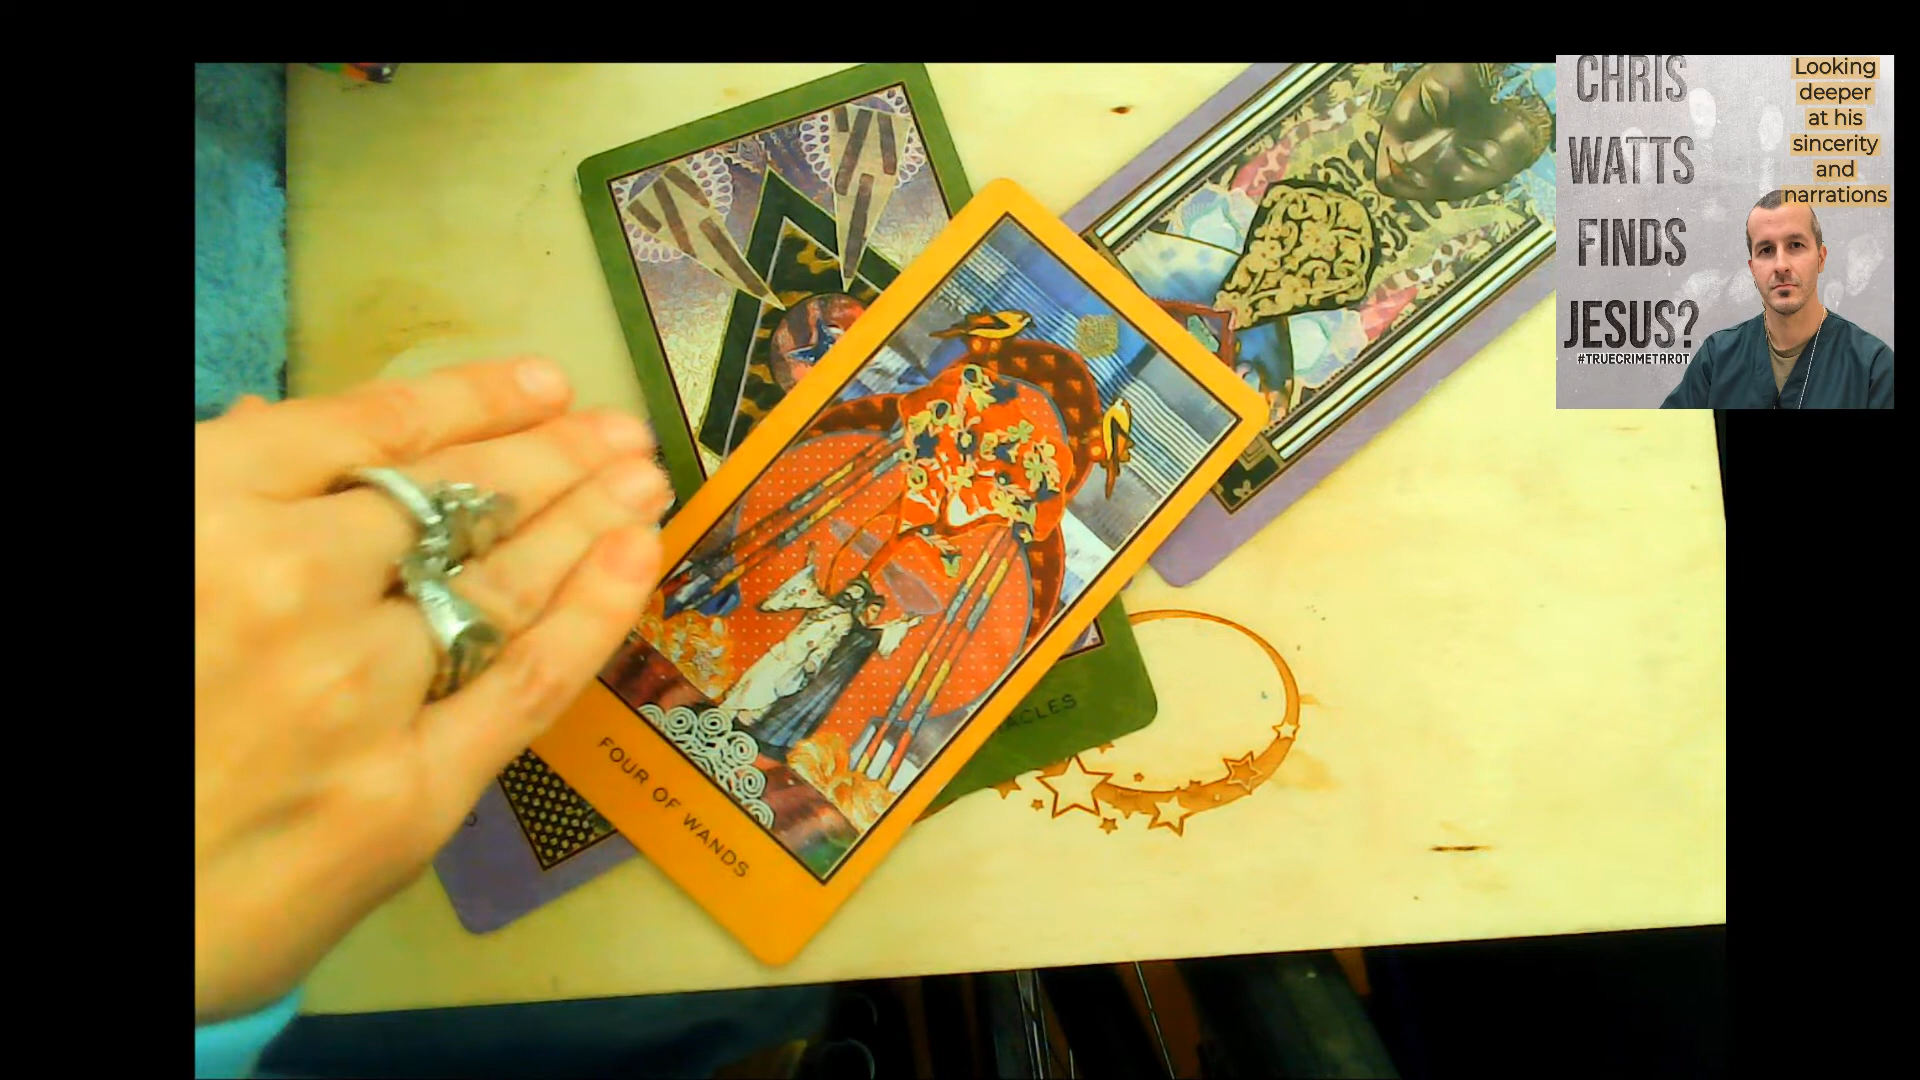 CHRIS
WATTS
FINDS
JESUS?
#TRUECRIMETAROT
Looking
deeper
at his
sincerity
and
narrations
FOUR OF WANDS
ACLES